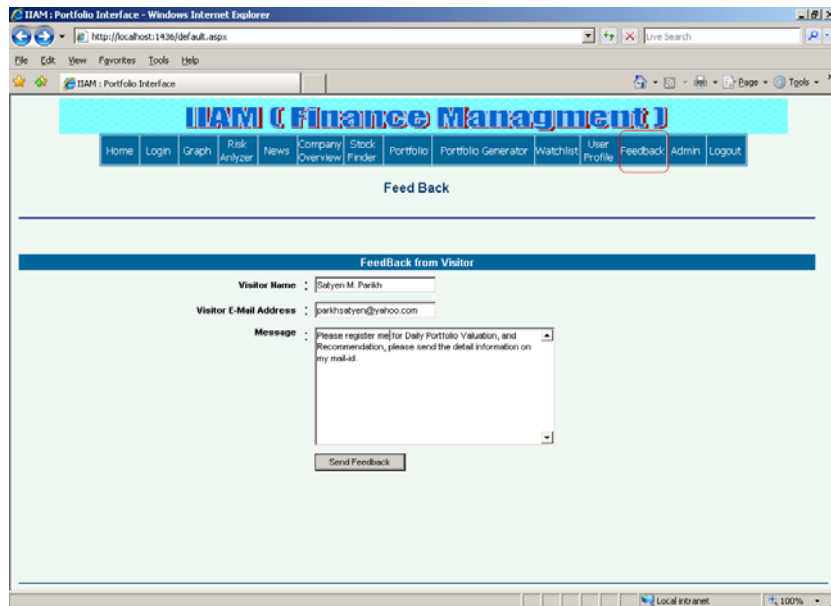 IIAM : Portfolio Interface - Windows Internet Explorer
http://localhost:1436/default.aspx
Live Search
File Edit View Favorites Tools Help
IIAM : Portfolio Interface
Page Tools
IIAM ( Finance Managment )
Home Login Graph Risk Anlyzer News Company Overview Stock Finder Portfolio Portfolio Generator Watchlist User Profile Feedback Admin Logout
Feed Back
FeedBack from Visitor
Visitor Name : Satyen M. Parikh
Visitor E-Mail Address : parikhsatyen@yahoo.com
Message : Please register me for Daily Portfolio Valuation, and
Recommendation, please send the detail information on
my mail-id.
Send Feedback
Local intranet 100%